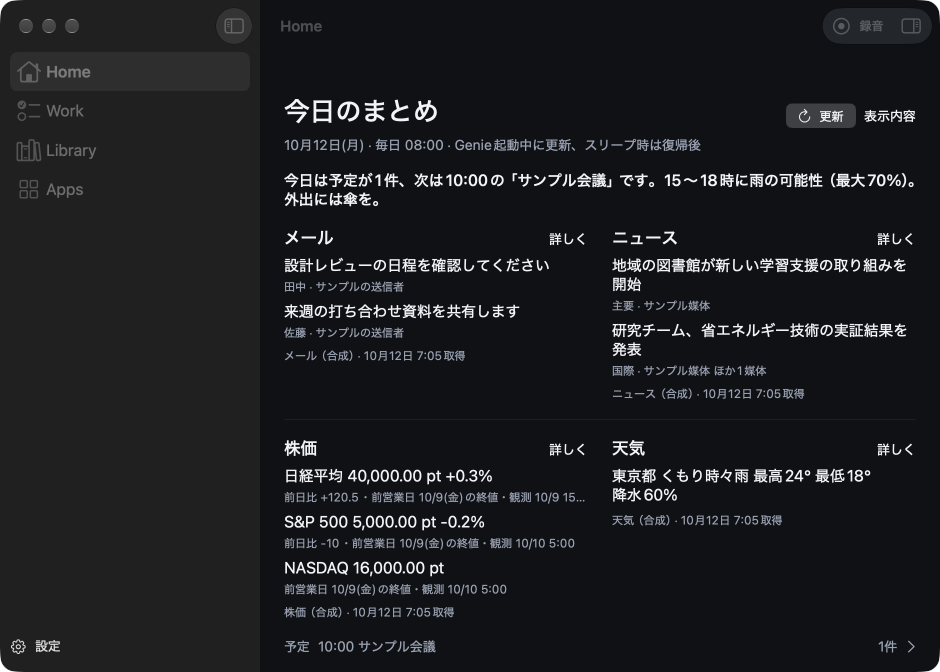 Home
録音
Home
Work
Library
Apps
設定
今日のまとめ
更新
表示内容
10月12日(月) · 毎日 08:00 · Genie起動中に更新、スリープ時は復帰後
今日は予定が1件、次は10:00の「サンプル会議」です。15〜18時に雨の可能性（最大70%）。
外出には傘を。
メール
詳しく
設計レビューの日程を確認してください
田中 · サンプルの送信者
来週の打ち合わせ資料を共有します
佐藤 · サンプルの送信者
メール（合成） · 10月12日 7:05取得
ニュース
詳しく
地域の図書館が新しい学習支援の取り組みを
開始
主要 · サンプル媒体
研究チーム、省エネルギー技術の実証結果を
発表
国際 · サンプル媒体 ほか1媒体
ニュース（合成） · 10月12日 7:05取得
株価
詳しく
日経平均 40,000.00 pt +0.3%
前日比 +120.5・前営業日 10/9(金)の終値・観測 10/9 15...
S&P 500 5,000.00 pt -0.2%
前日比 -10・前営業日 10/9(金)の終値・観測 10/10 5:00
NASDAQ 16,000.00 pt
前営業日 10/9(金)の終値・観測 10/10 5:00
株価（合成） · 10月12日 7:05取得
天気
詳しく
東京都 くもり時々雨 最高24° 最低18°
降水60%
天気（合成） · 10月12日 7:05取得
予定 10:00 サンプル会議
1件